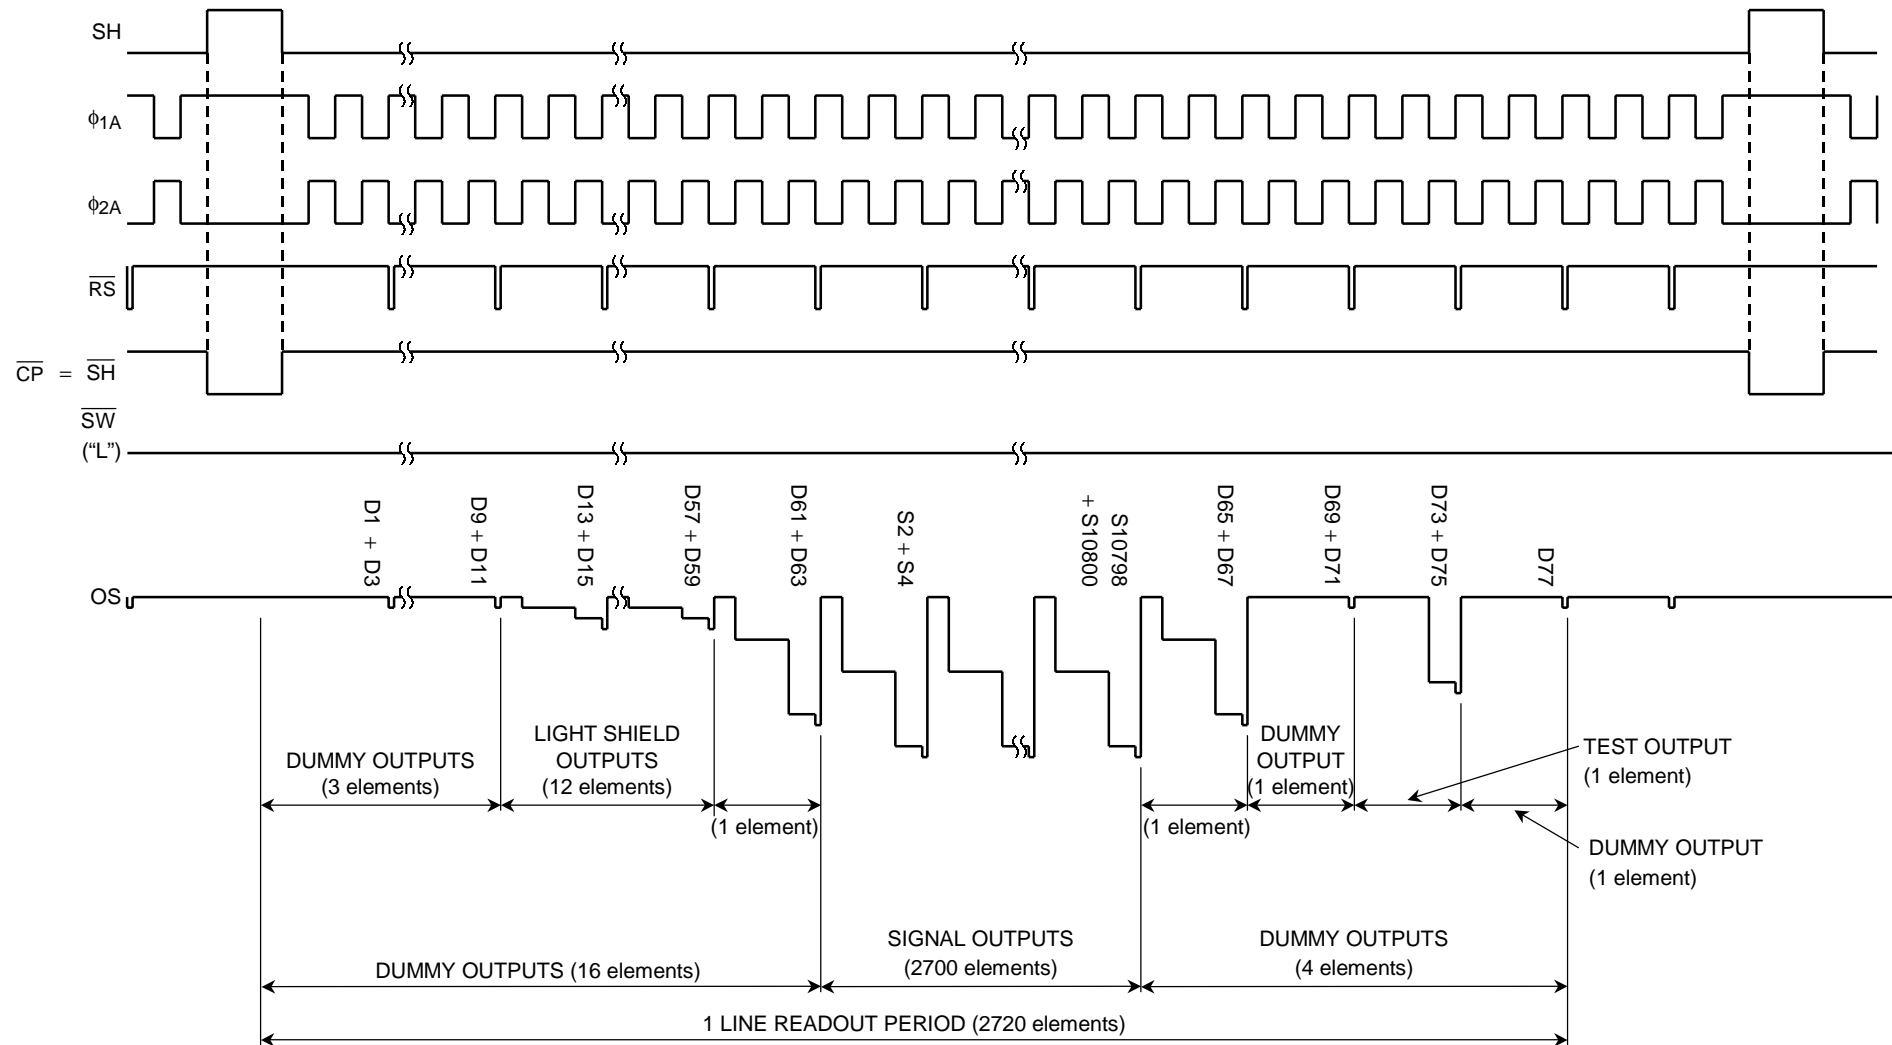 SH
ϕ1A
ϕ2A
RS
CP = SH
SW
("L")
D1 + D3
D9 + D11
D13 + D15
D57 + D59
D61 + D63
S2 + S4
S10798
+ S10800
D65 + D67
D69 + D71
D73 + D75
D77
OS
DUMMY OUTPUTS
(3 elements)
LIGHT SHIELD
OUTPUTS
(12 elements)
(1 element)
(1 element)
DUMMY
OUTPUT
(1 element)
TEST OUTPUT
(1 element)
DUMMY OUTPUT
(1 element)
DUMMY OUTPUTS (16 elements)
SIGNAL OUTPUTS
(2700 elements)
DUMMY OUTPUTS
(4 elements)
1 LINE READOUT PERIOD (2720 elements)